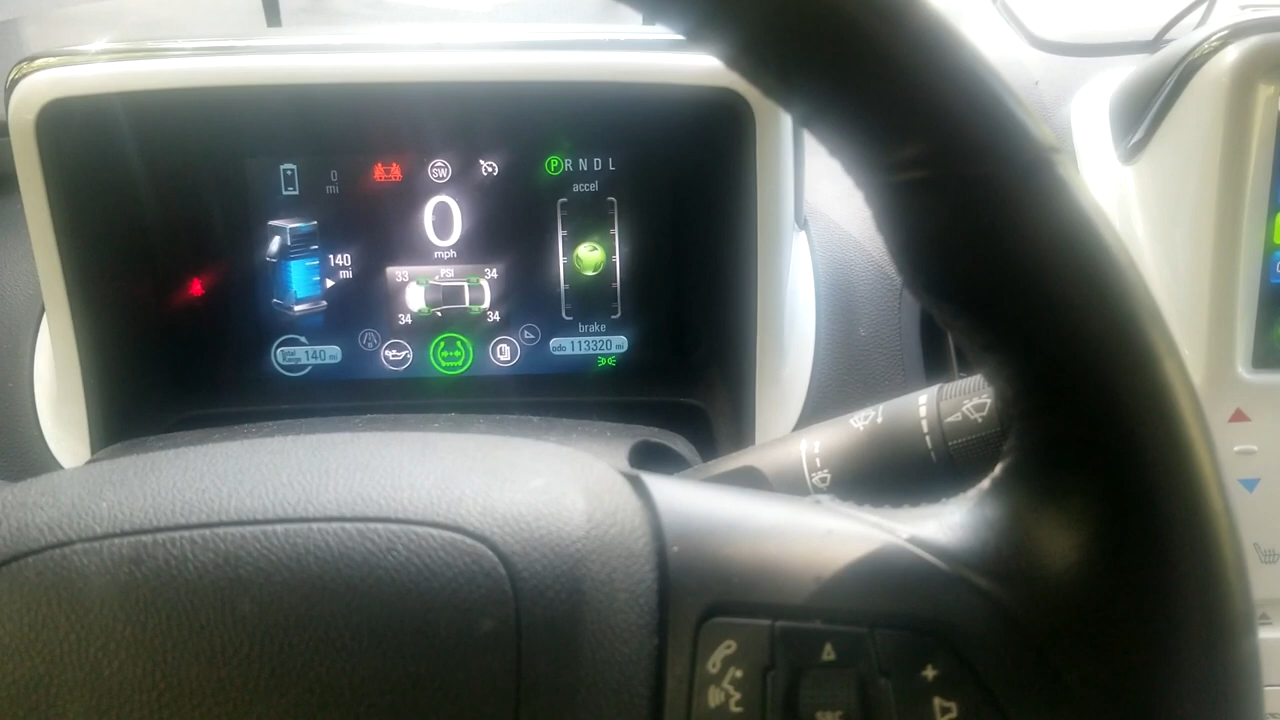 0
mi
SW
P R N D L
accel
0
mph
140
mi
33 PSI 34
34 34
brake
Total
Range 140 mi
odo 113320 mi
SRC
+